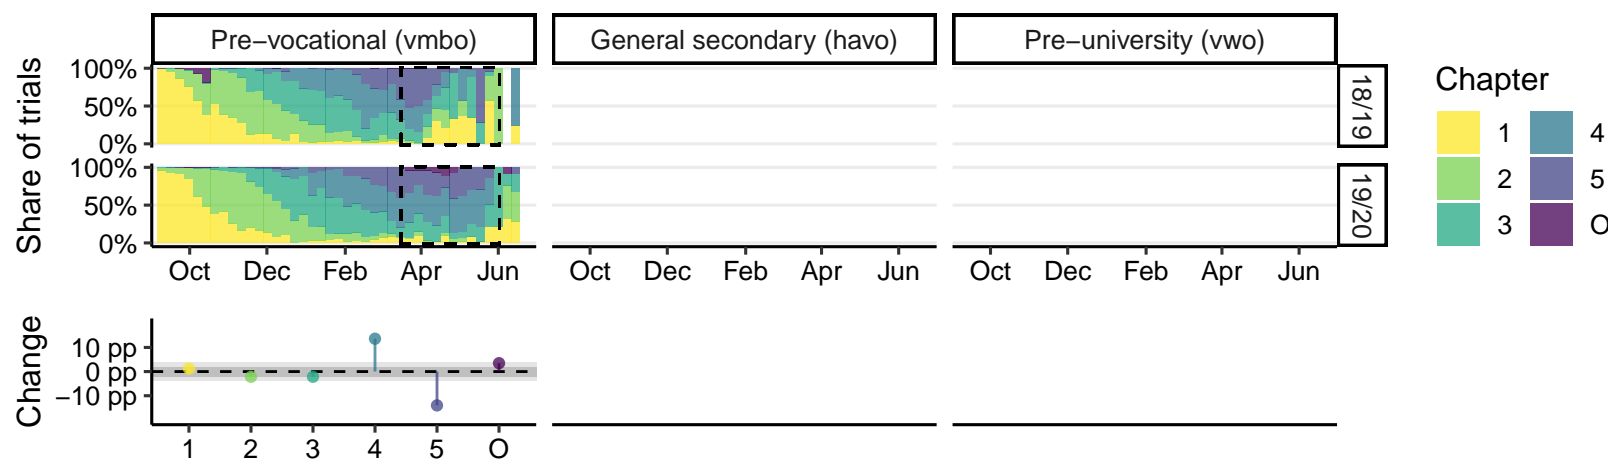 Pre−vocational (vmbo)
General secondary (havo)
Pre−university (vwo)
Share of trials
100%
50%
0%
18/19
100%
50%
0%
19/20
Oct Dec Feb Apr Jun
Oct Dec Feb Apr Jun
Oct Dec Feb Apr Jun
Change
10 pp
0 pp
−10 pp
1 2 3 4 5 O
Chapter
1 4
2 5
3 O